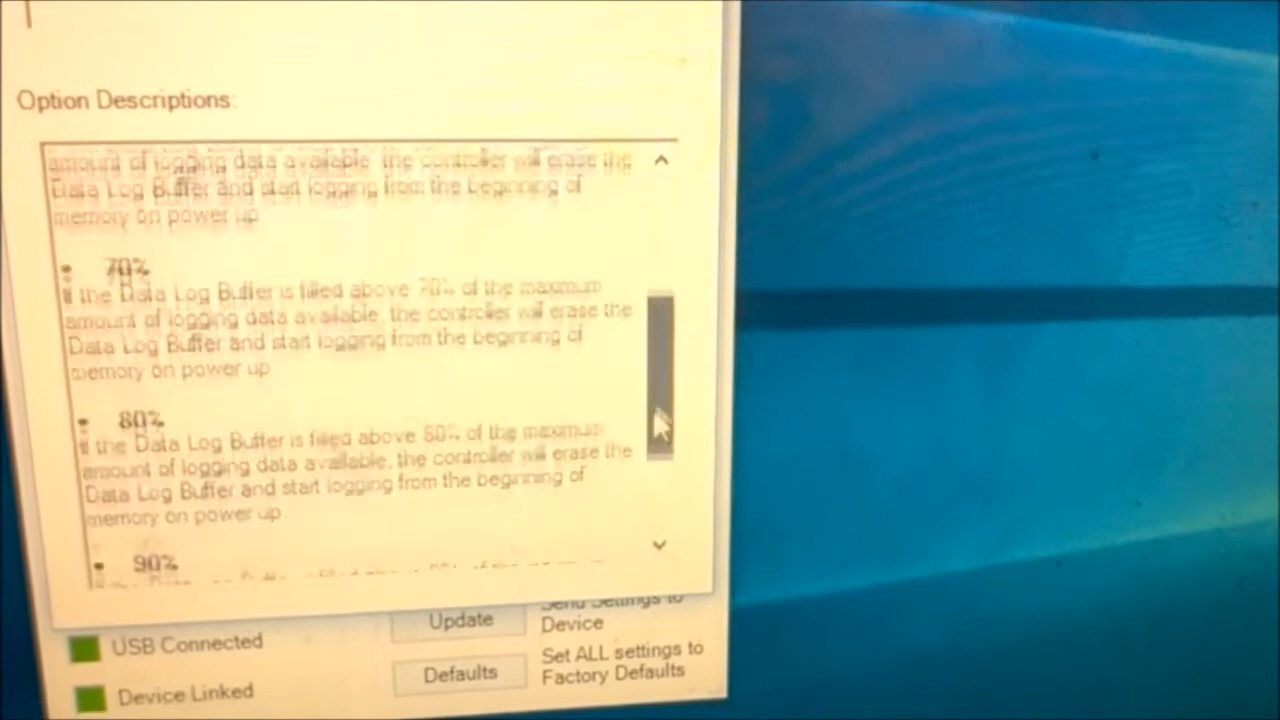 Option Descriptions:
amount of logging data available, the controller will erase the
Data Log Buffer and start logging from the beginning of
memory on power up
• 70%
If the Data Log Buffer is filled above 70% of the maximum
amount of logging data available, the controller will erase the
Data Log Buffer and start logging from the beginning of
memory on power up
• 80%
If the Data Log Buffer is filled above 80% of the maximum
amount of logging data available, the controller will erase the
Data Log Buffer and start logging from the beginning of
memory on power up
• 90%
USB Connected
Update
Send Settings to
Device
Device Linked
Defaults
Set ALL settings to
Factory Defaults